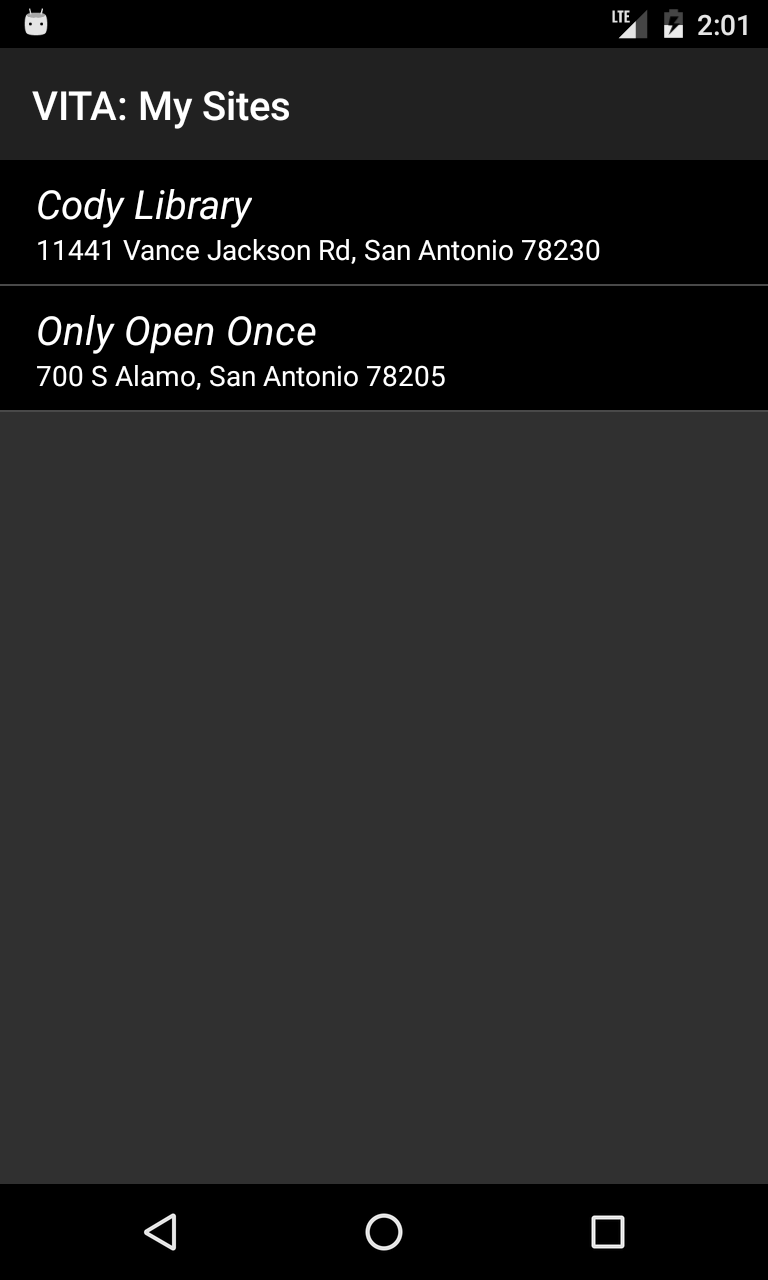 LTE 2:01
VITA: My Sites
Cody Library
11441 Vance Jackson Rd, San Antonio 78230
Only Open Once
700 S Alamo, San Antonio 78205